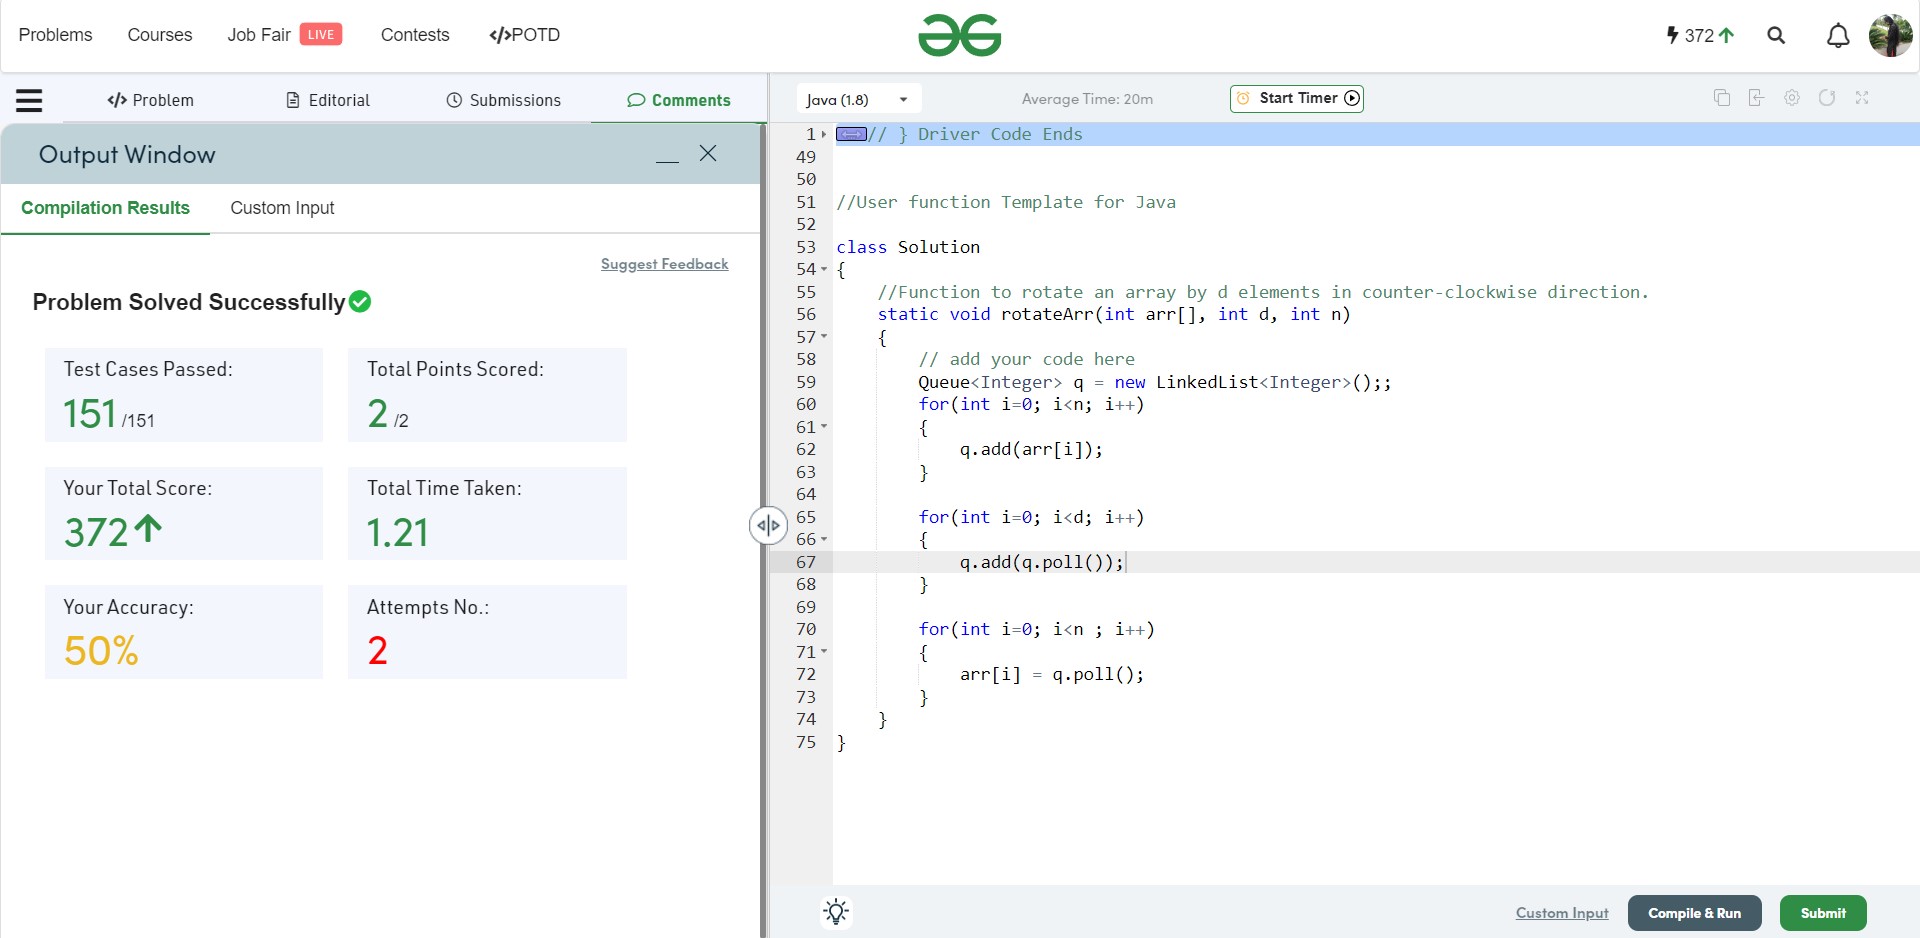 Problems Courses Job Fair LIVE Contests </>POTD
372
</> Problem Editorial Submissions Comments
Output Window
Compilation Results Custom Input
Suggest Feedback
Problem Solved Successfully
Test Cases Passed:
151 /151
Total Points Scored:
2 /2
Your Total Score:
372
Total Time Taken:
1.21
Your Accuracy:
50%
Attempts No.:
2
Java (1.8) Average Time: 20m Start Timer
1 // } Driver Code Ends
49
50
51 //User function Template for Java
52
53 class Solution
54 {
55 //Function to rotate an array by d elements in counter-clockwise direction.
56 static void rotateArr(int arr[], int d, int n)
57 {
58 // add your code here
59 Queue<Integer> q = new LinkedList<Integer>();;
60 for(int i=0; i<n; i++)
61 {
62 q.add(arr[i]);
63 }
64
65 for(int i=0; i<d; i++)
66 {
67 q.add(q.poll());
68 }
69
70 for(int i=0; i<n ; i++)
71 {
72 arr[i] = q.poll();
73 }
74 }
75 }
Custom Input Compile & Run Submit